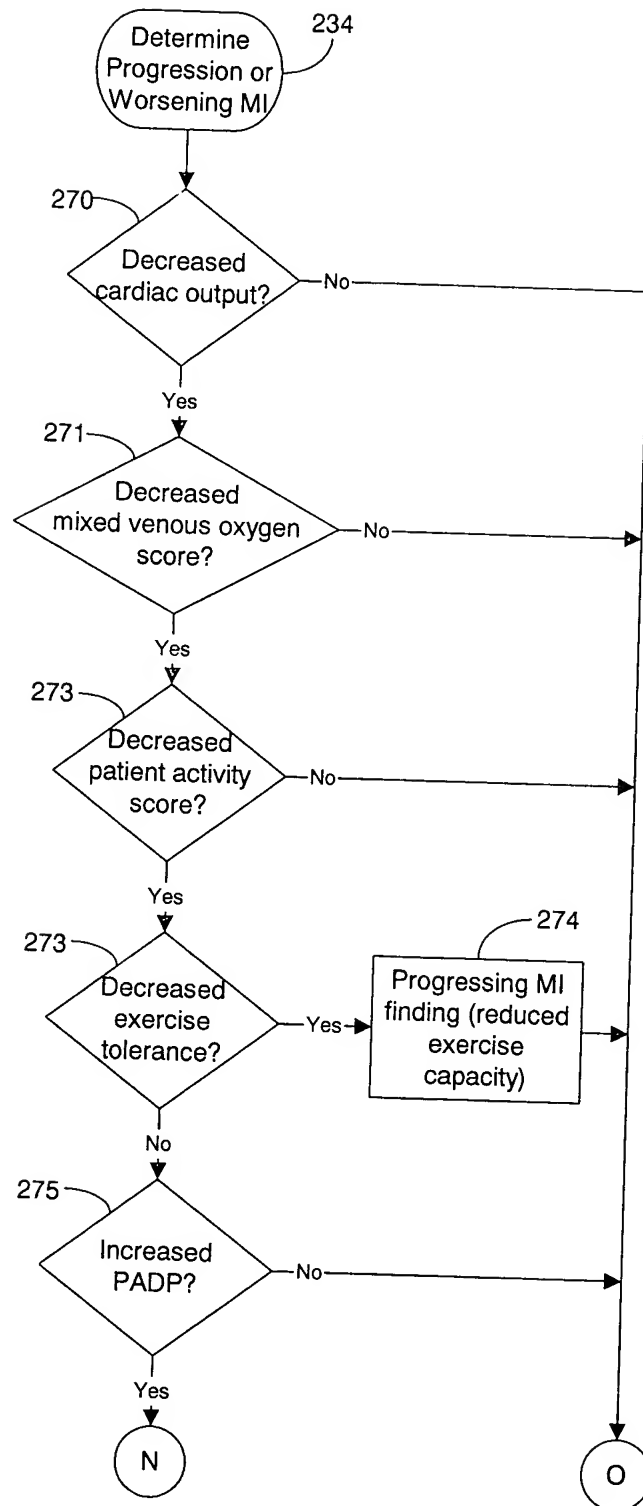 234
Determine
Progression or
Worsening MI
270
Decreased
cardiac output?
No
Yes
271
Decreased
mixed venous oxygen
score?
No
Yes
273
Decreased
patient activity
score?
No
Yes
273
Decreased
exercise
tolerance?
Yes
274
Progressing MI
finding (reduced
exercise
capacity)
No
275
Increased
PADP?
No
Yes
N
O